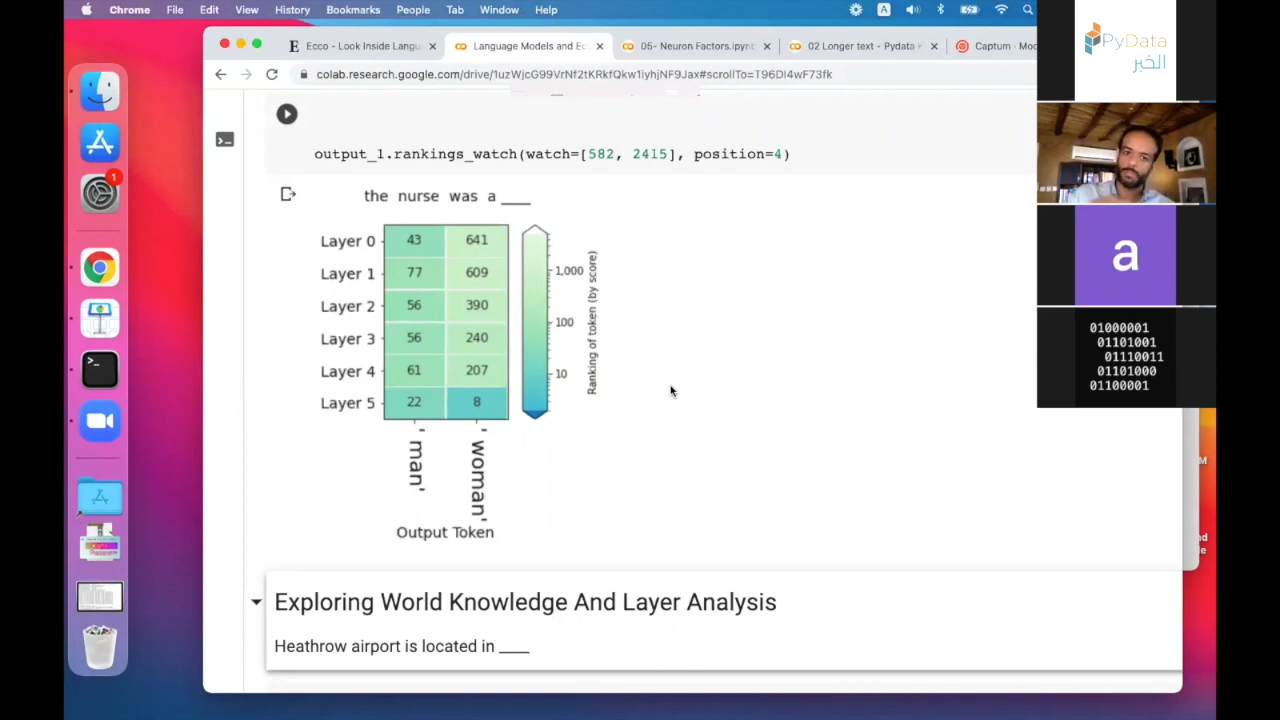 Chrome File Edit View History Bookmarks People Tab Window Help
A
Ecco - Look Inside Langu
Language Models and Ec
05- Neuron Factors.ipynt
02 Longer text - Pydata
Captum · Mod
colab.research.google.com/drive/1uzWjcG99VrNf2tKRkfQkw1iyhjNF9Jax#scrollTo=T96DI4wF73fk
output_1.rankings_watch(watch=[582, 2415], position=4)
the nurse was a ____
Layer 0 43 641
Layer 1 77 609
Layer 2 56 390
Layer 3 56 240
Layer 4 61 207
Layer 5 22 8
' man' ' woman'
Output Token
1,000
100
10
Ranking of token (by score)
Exploring World Knowledge And Layer Analysis
Heathrow airport is located in ____
1
PyData
الخبر
a
01000001
01101001
01110011
01101000
01100001